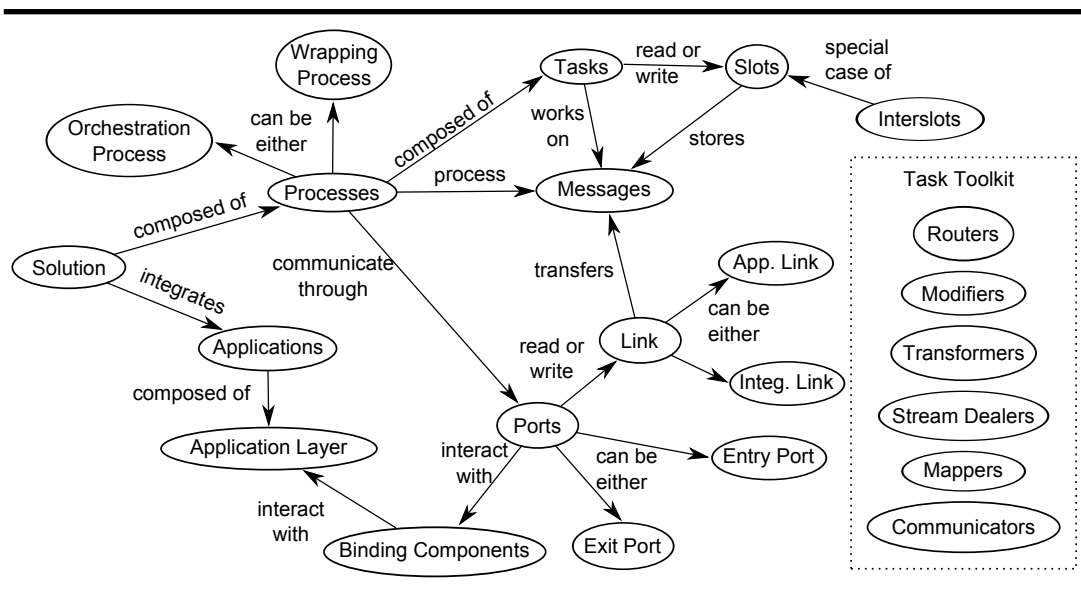 Wrapping
Process
Tasks
read or
write
Slots
special
case of
Interslots
Orchestration
Process
can be
either
composed of
works
on
stores
Processes
process
Messages
Task Toolkit
Routers
Modifiers
Transformers
Stream Dealers
Mappers
Communicators
composed of
Solution
integrates
communicate
through
transfers
App. Link
can be
either
Link
Integ. Link
Applications
read or
write
composed of
Ports
Application Layer
interact
with
can be
either
Entry Port
interact
with
Binding Components
Exit Port